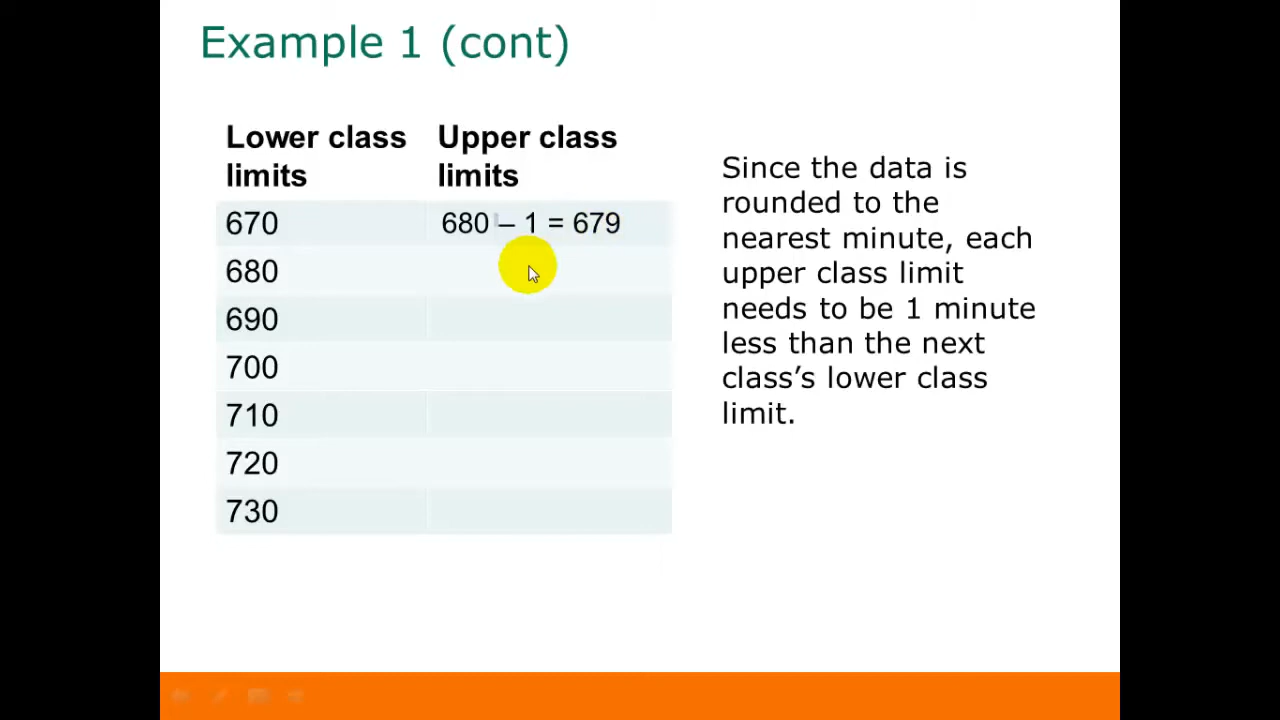 Example 1 (cont)
Lower class limits
Upper class limits
670
680 – 1 = 679
680
690
700
710
720
730
Since the data is
rounded to the
nearest minute, each
upper class limit
needs to be 1 minute
less than the next
class’s lower class
limit.